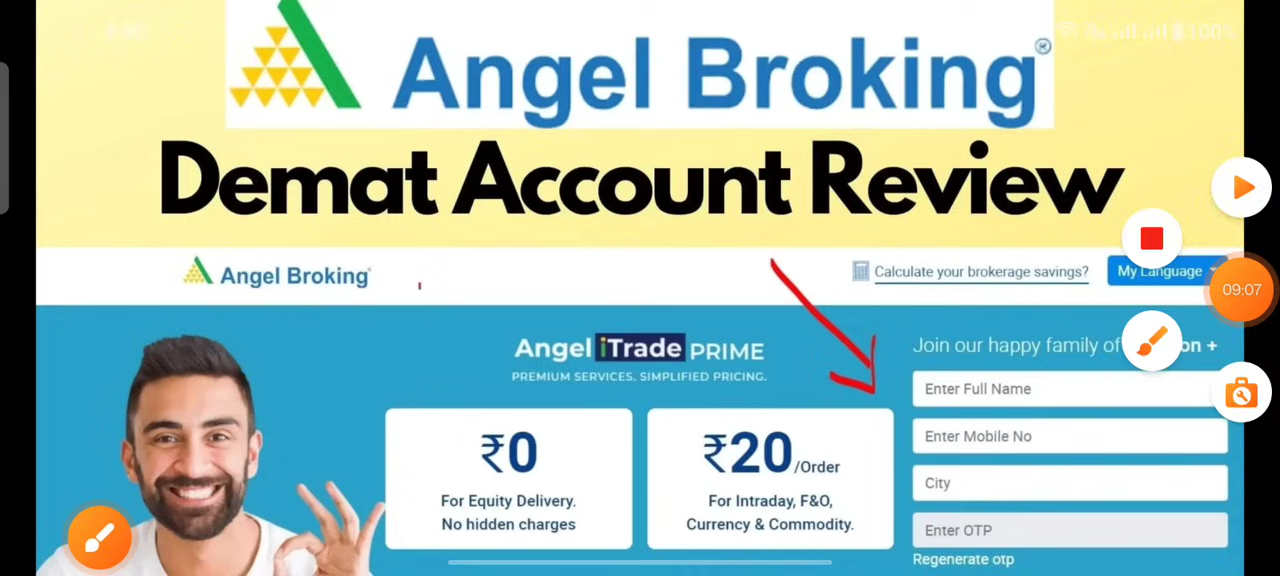 Angel Broking®
Demat Account Review
Angel Broking
Calculate your brokerage savings?
My Language
09:07
Angel iTrade PRIME
PREMIUM SERVICES. SIMPLIFIED PRICING.
Join our happy family of on +
Enter Full Name
Enter Mobile No
City
Enter OTP
Regenerate otp
₹0
For Equity Delivery.
No hidden charges
₹20/Order
For Intraday, F&O,
Currency & Commodity.
100%